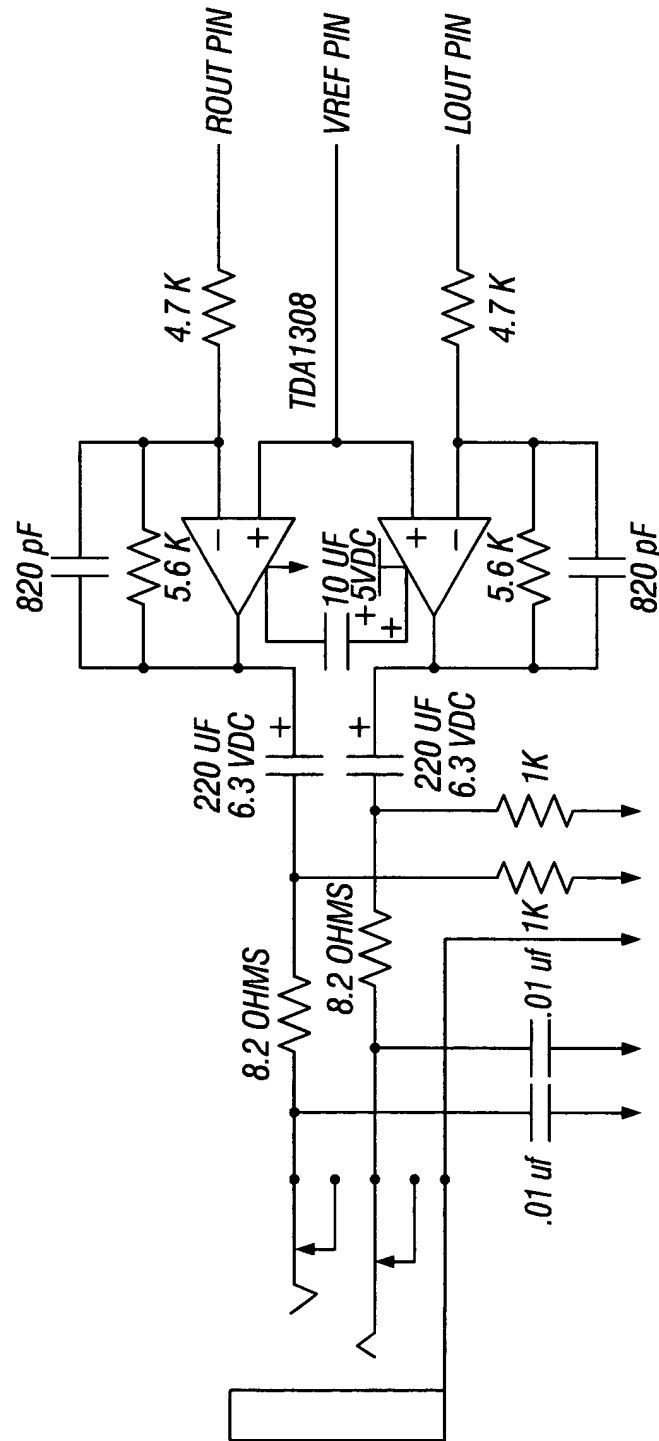 ROUT PIN
VREF PIN
LOUT PIN
4.7 K
TDA1308
4.7 K
820 pF
5.6 K
−
+
10 UF
5VDC
+
+
+
−
5.6 K
820 pF
220 UF
6.3 VDC
+
+
220 UF
6.3 VDC
1K
1K
8.2 OHMS
8.2 OHMS
.01 uf
.01 uf